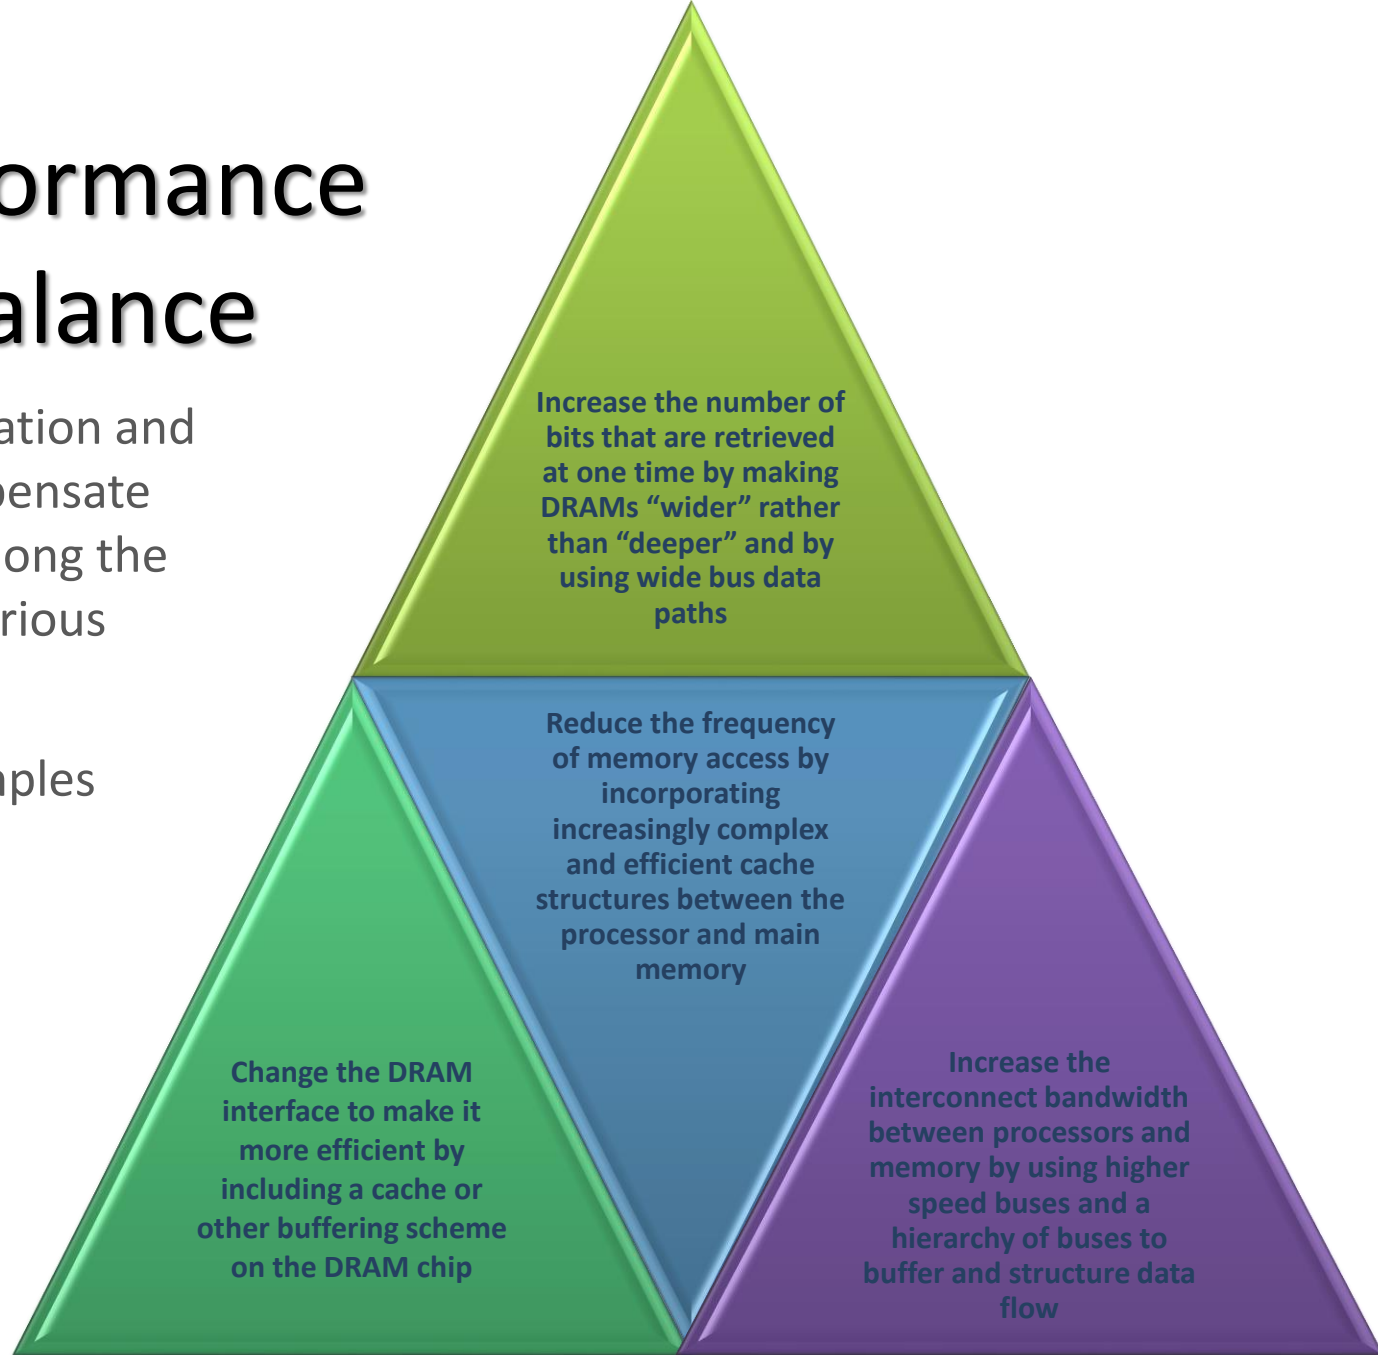 ormance
alance
ation and
pensate
ong the
rious
ples
Increase the number of
bits that are retrieved
at one time by making
DRAMs “wider” rather
than “deeper” and by
using wide bus data
paths
Reduce the frequency
of memory access by
incorporating
increasingly complex
and efficient cache
structures between the
processor and main
memory
Change the DRAM
interface to make it
more efficient by
including a cache or
other buffering scheme
on the DRAM chip
Increase the
interconnect bandwidth
between processors and
memory by using higher
speed buses and a
hierarchy of buses to
buffer and structure data
flow